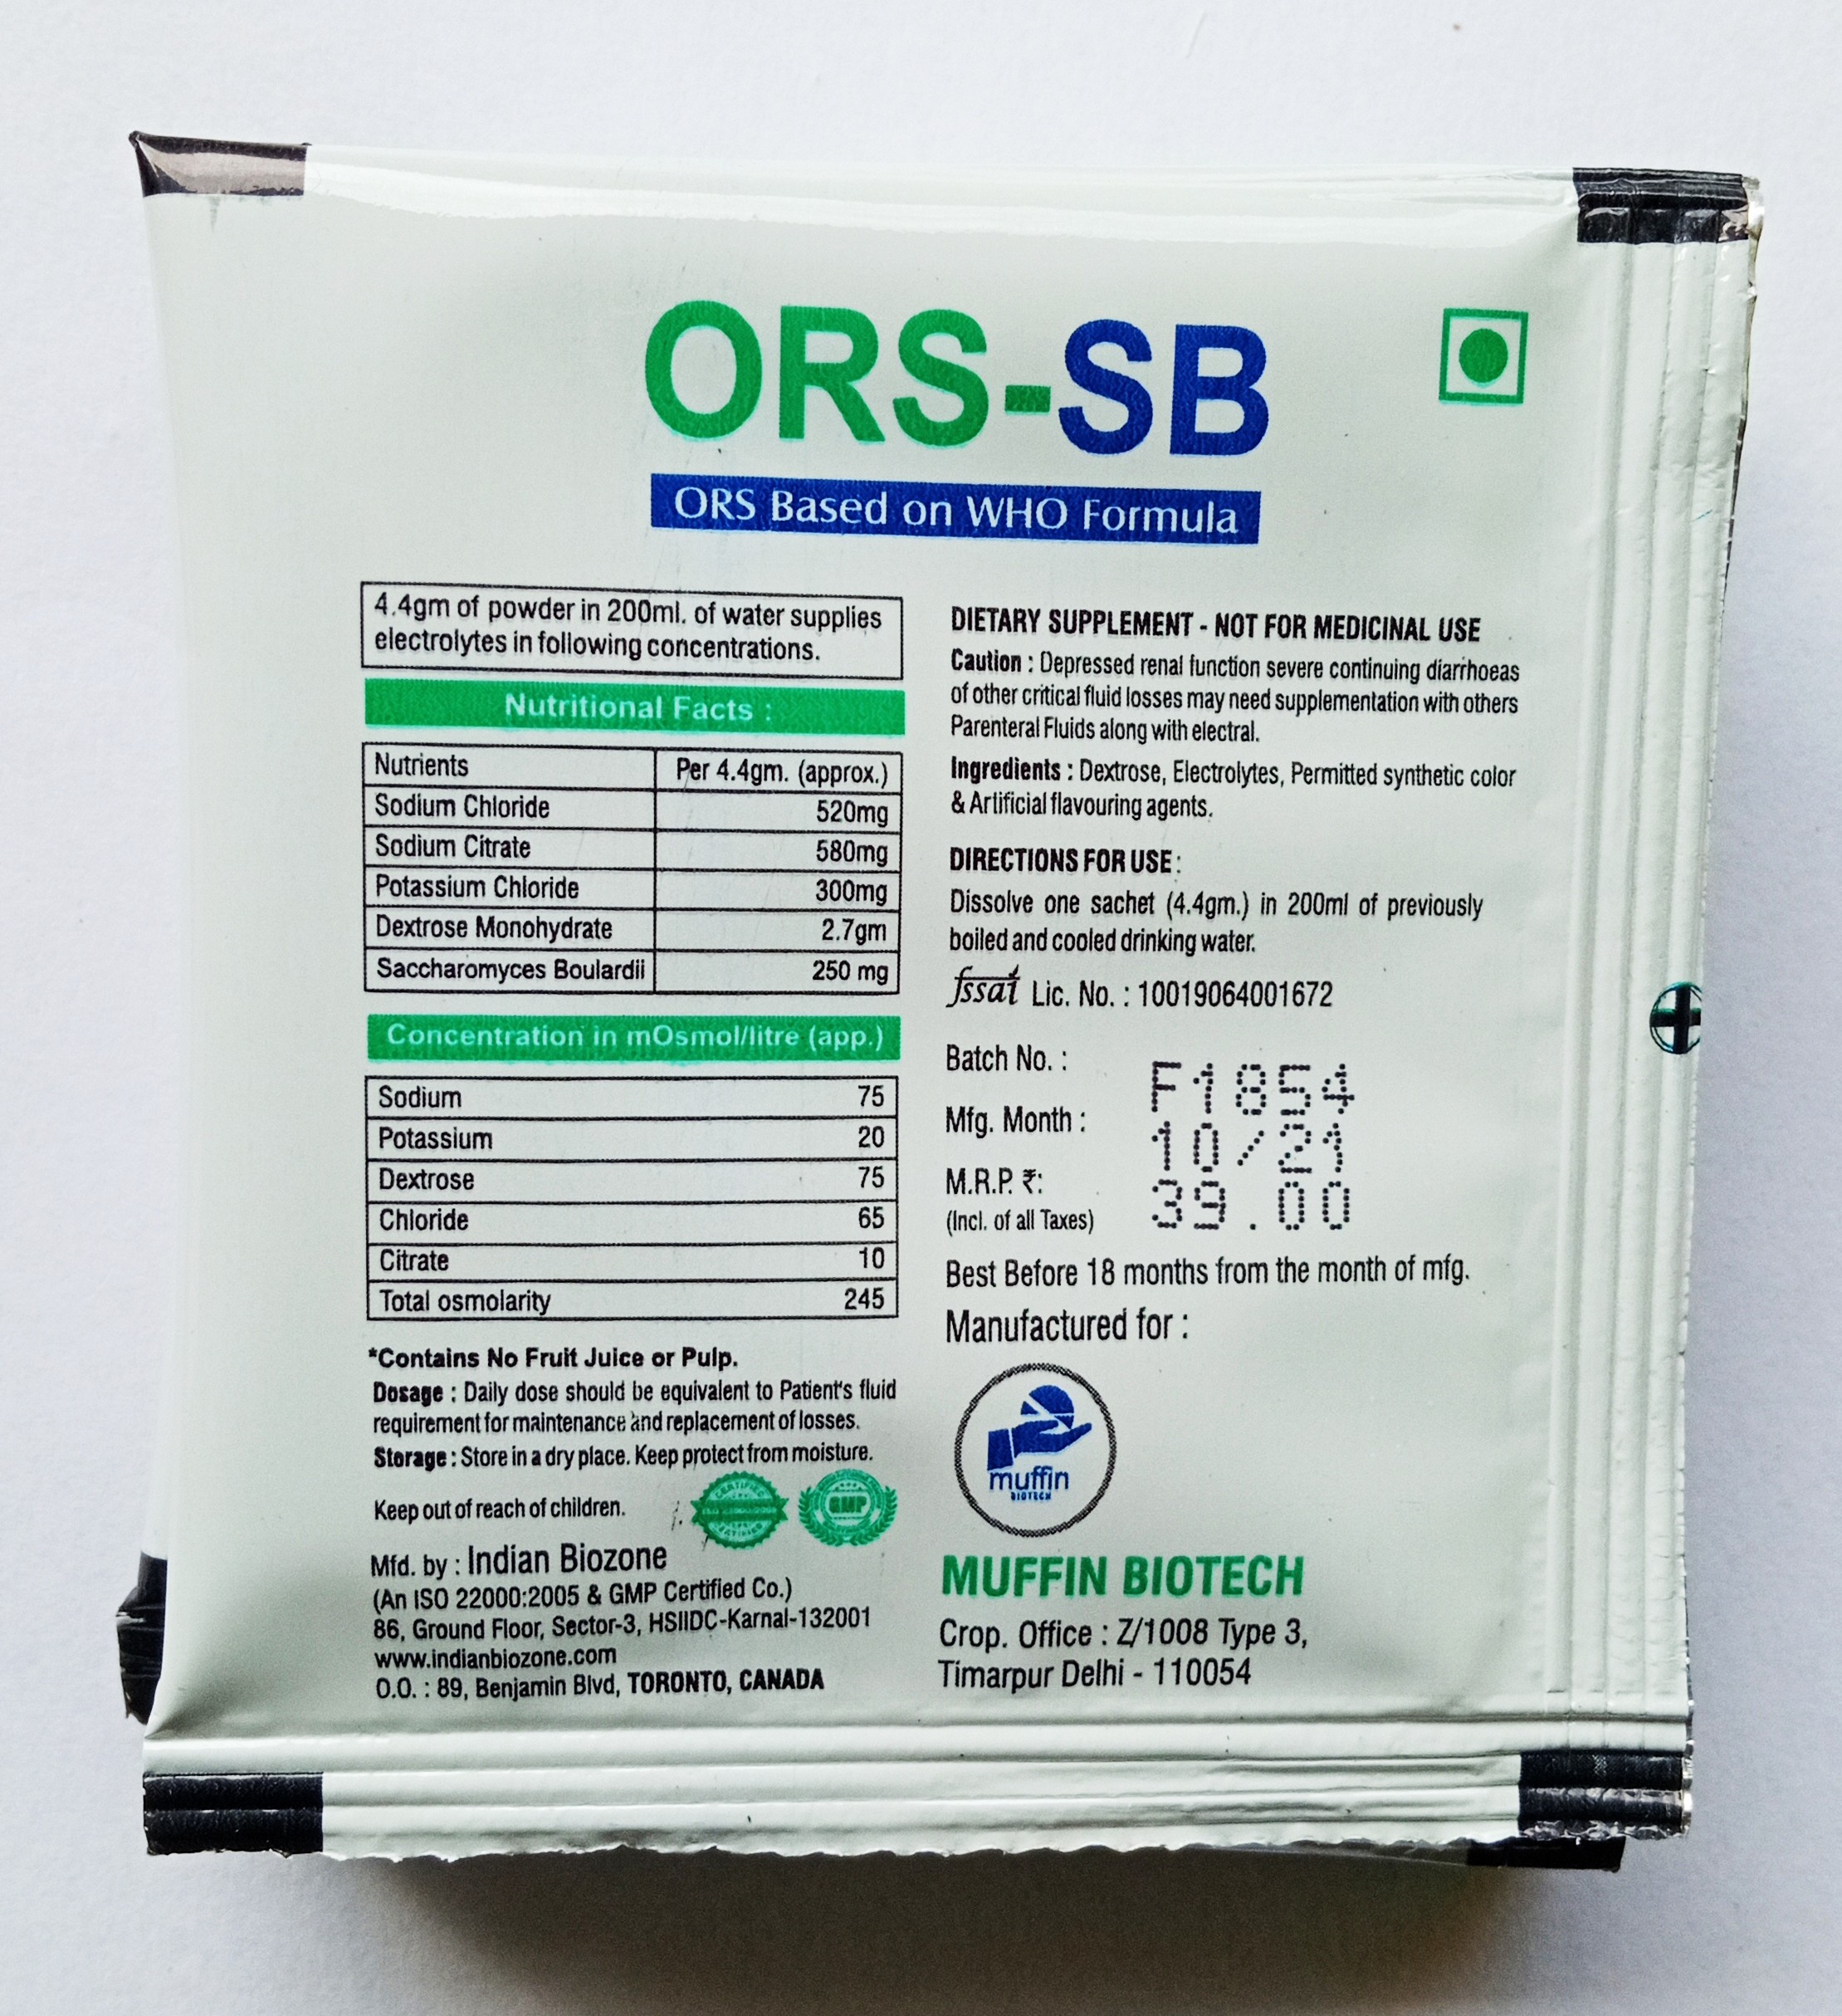 ORS-SB
ORS Based on WHO Formula
4.4gm of powder in 200ml. of water supplies
electrolytes in following concentrations.
Nutritional Facts :
Nutrients Per 4.4gm. (approx.)
Sodium Chloride 520mg
Sodium Citrate 580mg
Potassium Chloride 300mg
Dextrose Monohydrate 2.7gm
Saccharomyces Boulardii 250 mg
Concentration in mOsmol/litre (app.)
Sodium 75
Potassium 20
Dextrose 75
Chloride 65
Citrate 10
Total osmolarity 245
*Contains No Fruit Juice or Pulp.
Dosage : Daily dose should be equivalent to Patient's fluid
requirement for maintenance and replacement of losses.
Storage : Store in a dry place. Keep protect from moisture.
Keep out of reach of children.
CERTIFIED
GMP
Mfd. by : Indian Biozone
(An ISO 22000:2005 & GMP Certified Co.)
86, Ground Floor, Sector-3, HSIIDC-Karnal-132001
www.indianbiozone.com
O.O. : 89, Benjamin Blvd, TORONTO, CANADA
DIETARY SUPPLEMENT - NOT FOR MEDICINAL USE
Caution : Depressed renal function severe continuing diarrhoeas
of other critical fluid losses may need supplementation with others
Parenteral Fluids along with electral.
Ingredients : Dextrose, Electrolytes, Permitted synthetic color
& Artificial flavouring agents.
DIRECTIONS FOR USE :
Dissolve one sachet (4.4gm.) in 200ml of previously
boiled and cooled drinking water.
fssai Lic. No. : 10019064001672
Batch No. : F1854
Mfg. Month : 10/21
M.R.P. ₹: 39.00
(Incl. of all Taxes)
Best Before 18 months from the month of mfg.
Manufactured for :
muffin
BIOTECH
MUFFIN BIOTECH
Crop. Office : Z/1008 Type 3,
Timarpur Delhi - 110054